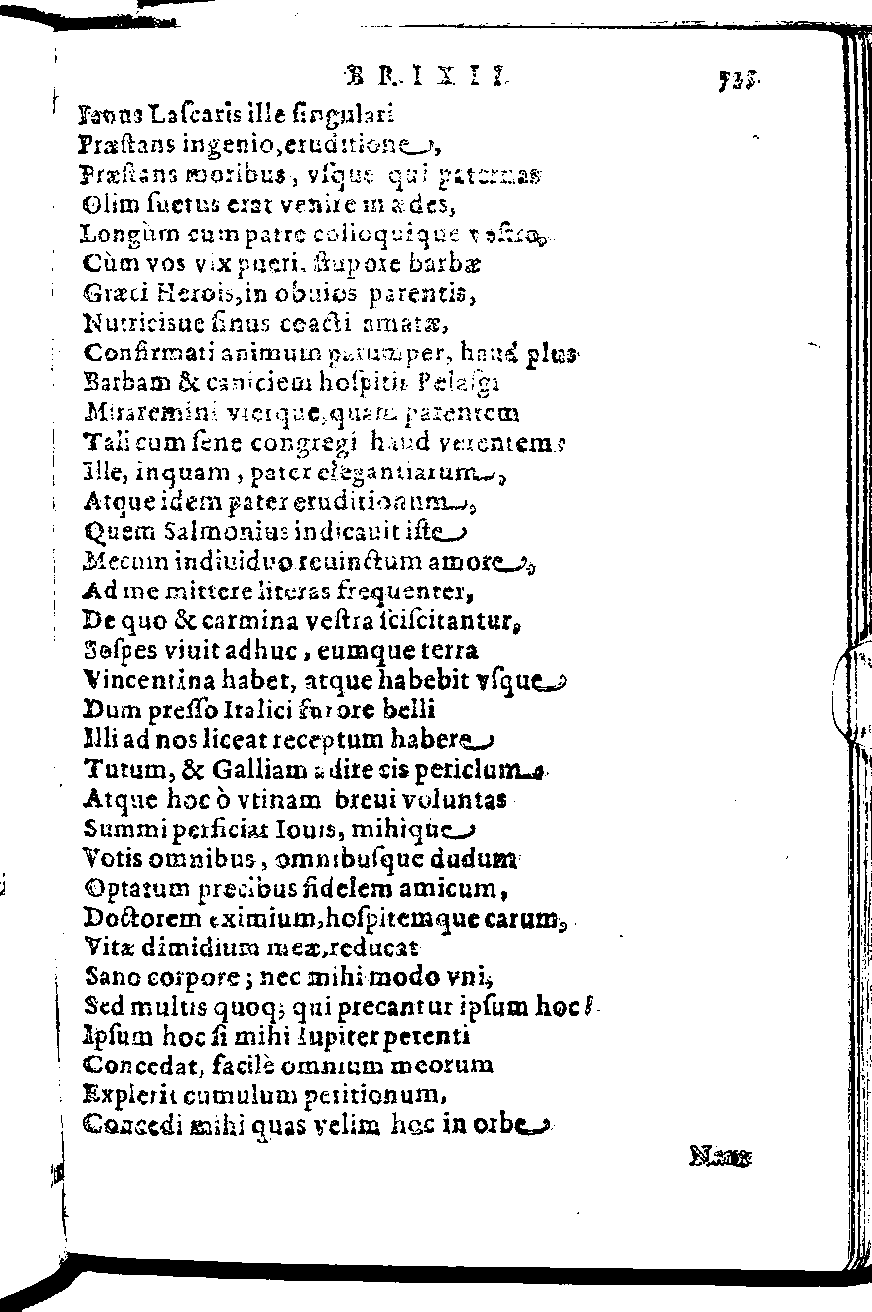 BRIXII. 735
Ianus Laſcaris ille ſingulari
Præſtans ingenio, eruditione,
Præſtans moribus, vſque qui paternas
Olim ſuetus erat venire in ædes,
Longùm cum patre colloquique voſtro,
Cùm vos vix pueri, ſtupore barbæ
Græci Herois, in obuios parentis,
Nutricisue ſinus coacti amatæ,
Confirmati animum parumper, haud plus
Barbam & caniciem hoſpitis Pelaſgi
Miraremini vterque, quàm parentem
Tali cum ſene congregi haud verentem:
Ille, inquam, pater elegantiarum,
Atque idem pater eruditionum,
Quem Salmonius indicauit iſte
Mecum indiuiduo reuinctum amore,
Ad me mittere literas frequenter,
De quo & carmina veſtra ſciſcitantur,
Soſpes viuit adhuc, eumque terra
Vincentina habet, atque habebit vſque
Dum preſſo Italici furore belli
Illi ad nos liceat receptum habere
Tutum, & Galliam adire cis periclum.
Atque hoc ò vtinam breui voluntas
Summi perficiat Iouis, mihique
Votis omnibus, omnibuſque dudum
Optatum precibus fidelem amicum,
Doctorem eximium, hoſpitemque carum,
Vitæ dimidium meæ, reducat
Sano corpore; nec mihi modo vni,
Sed multis quoq; qui precantur ipſum hoc!
Ipſum hoc ſi mihi Iupiter petenti
Concedat, facilè omnium meorum
Explerit cumulum petitionum,
Concedi mihi quas velim hoc in orbe
Nanx